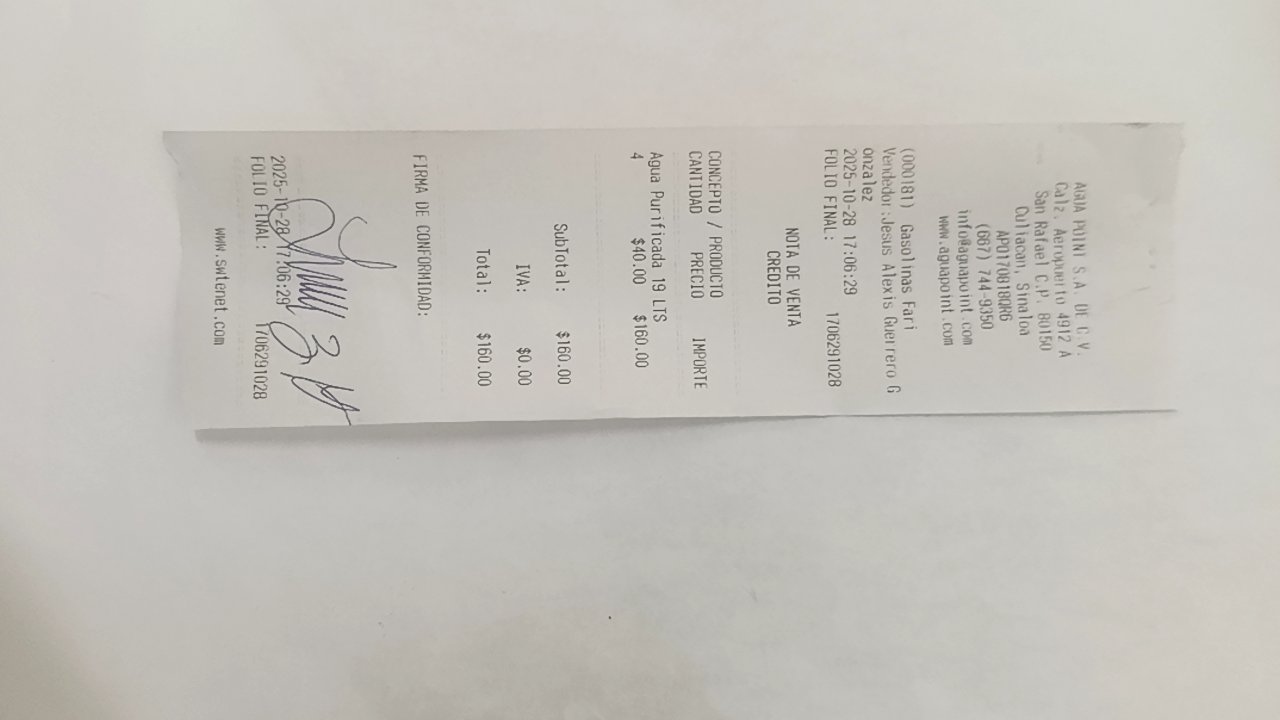 AGUA POINT S.A. DE C.V.
Calz. Aeropuerto 4912 A
San Rafael C.P. 80150
Culiacan, Sinaloa
APO170818QR6
(667) 744-9350
info@aguapoint.com
www.aguapoint.com
(000181) Gasolinas Fari
Vendedor:Jesus Alexis Guerrero G
onzalez
2025-10-28 17:06:29
FOLIO FINAL: 1706291028
NOTA DE VENTA
CREDITO
CONCEPTO / PRODUCTO
CANTIDAD PRECIO IMPORTE
Agua Purificada 19 LTS
4 $40.00 $160.00
SubTotal: $160.00
IVA: $0.00
Total: $160.00
FIRMA DE CONFORMIDAD:
2025-10-28 17:06:29
FOLIO FINAL: 1706291028
www.swtenet.com